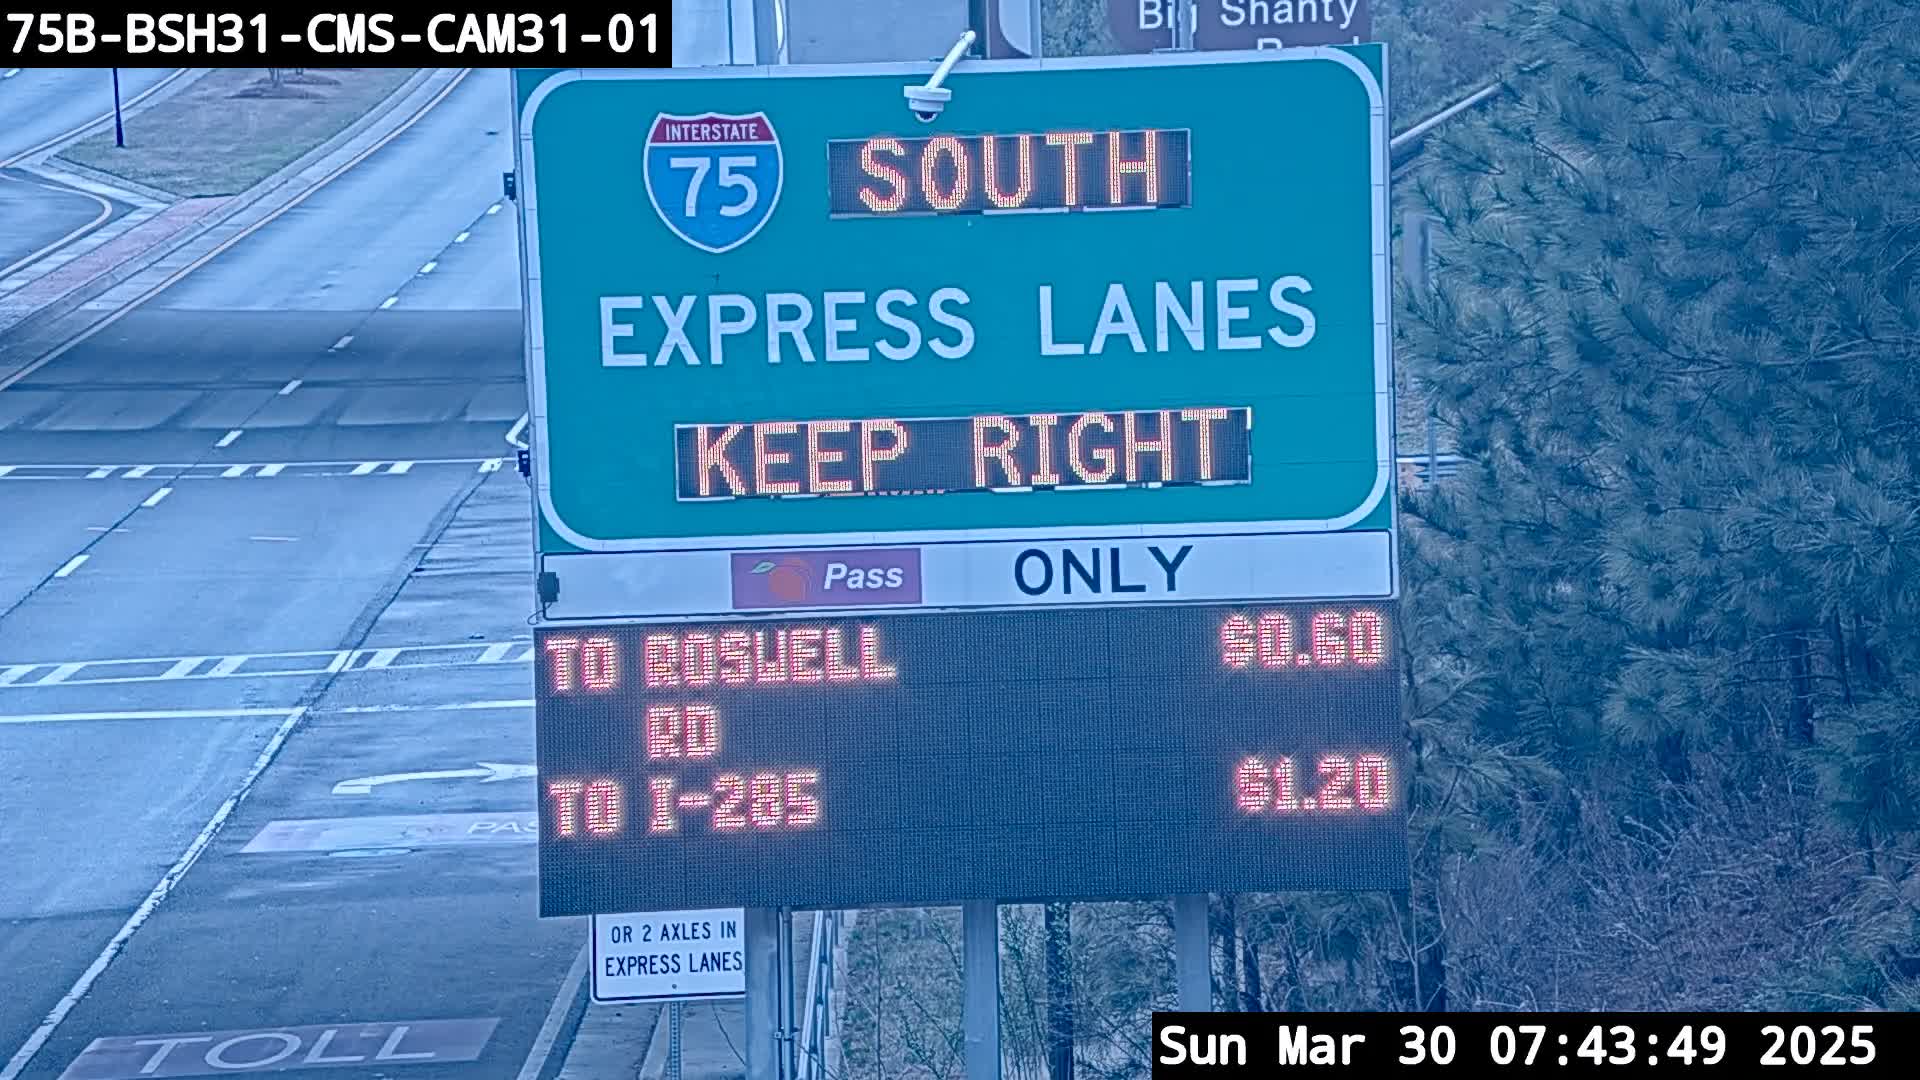 75B-BSH31-CMS-CAM31-01
Big Shanty
INTERSTATE
75
SOUTH
EXPRESS LANES
KEEP RIGHT
Pass
ONLY
TO ROSWELL $0.60
RD
TO I-285 $1.20
PAS
OR 2 AXLES IN
EXPRESS LANES
TOLL
Sun Mar 30 07:43:49 2025